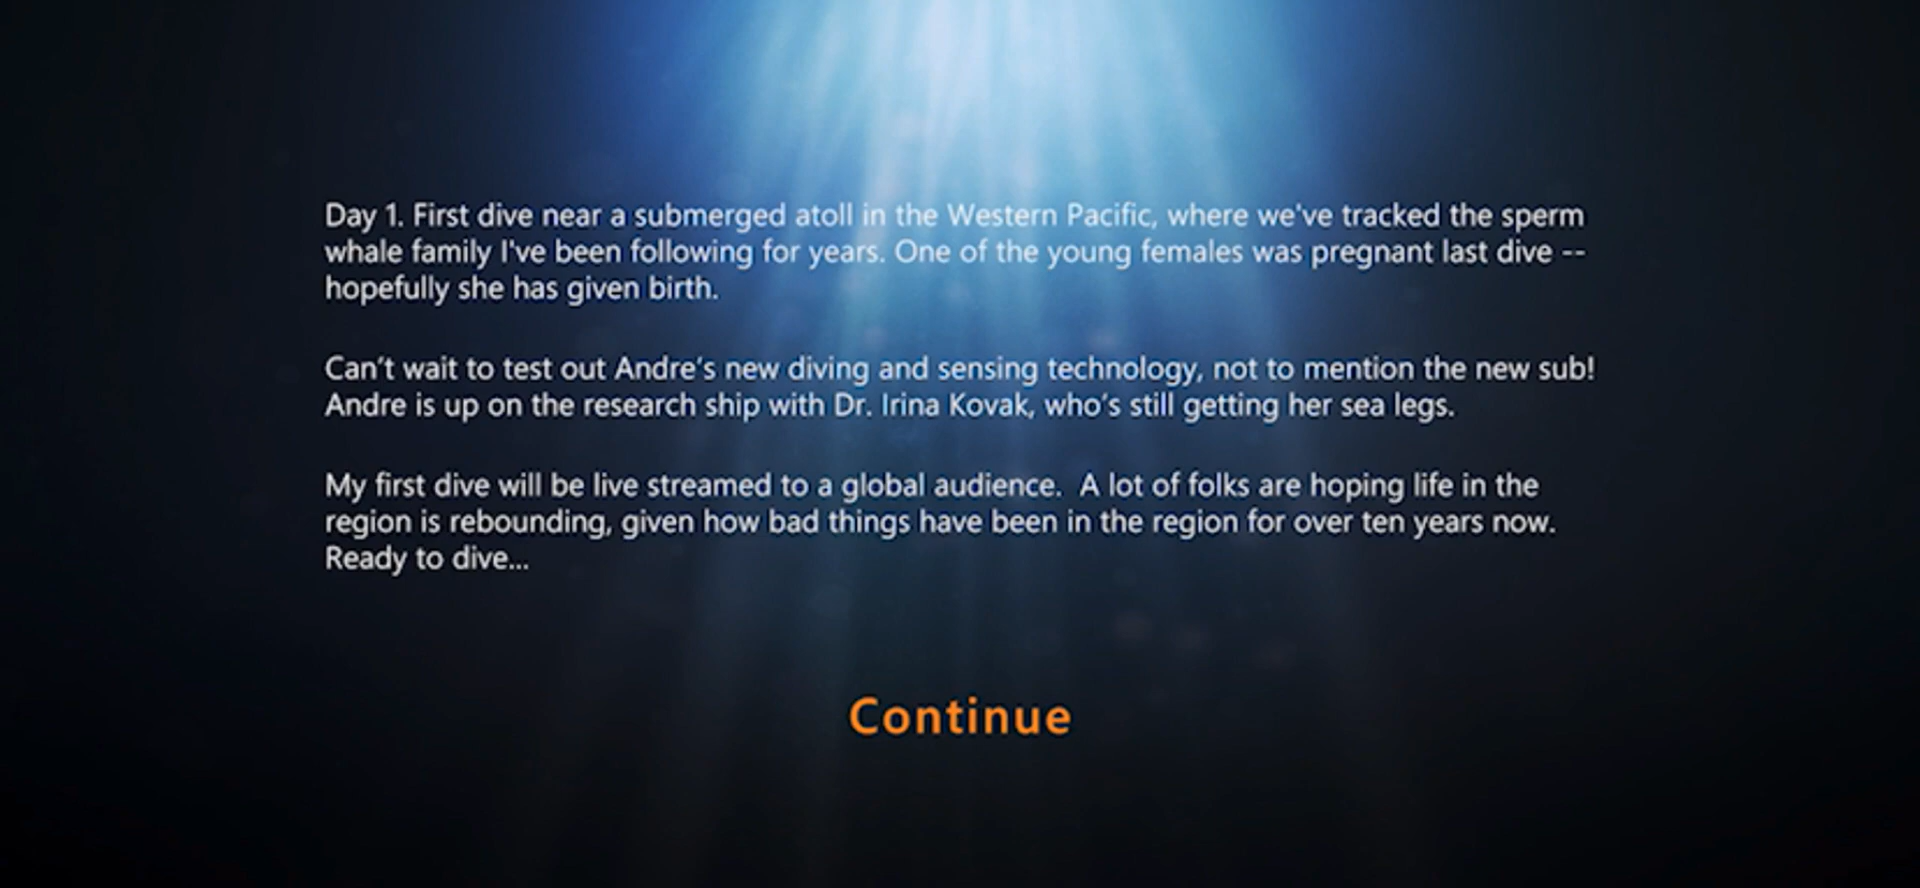 Day 1. First dive near a submerged atoll in the Western Pacific, where we've tracked the sperm
whale family I've been following for years. One of the young females was pregnant last dive --
hopefully she has given birth.
Can’t wait to test out Andre’s new diving and sensing technology, not to mention the new sub!
Andre is up on the research ship with Dr. Irina Kovak, who’s still getting her sea legs.
My first dive will be live streamed to a global audience.  A lot of folks are hoping life in the
region is rebounding, given how bad things have been in the region for over ten years now.
Ready to dive...
Continue